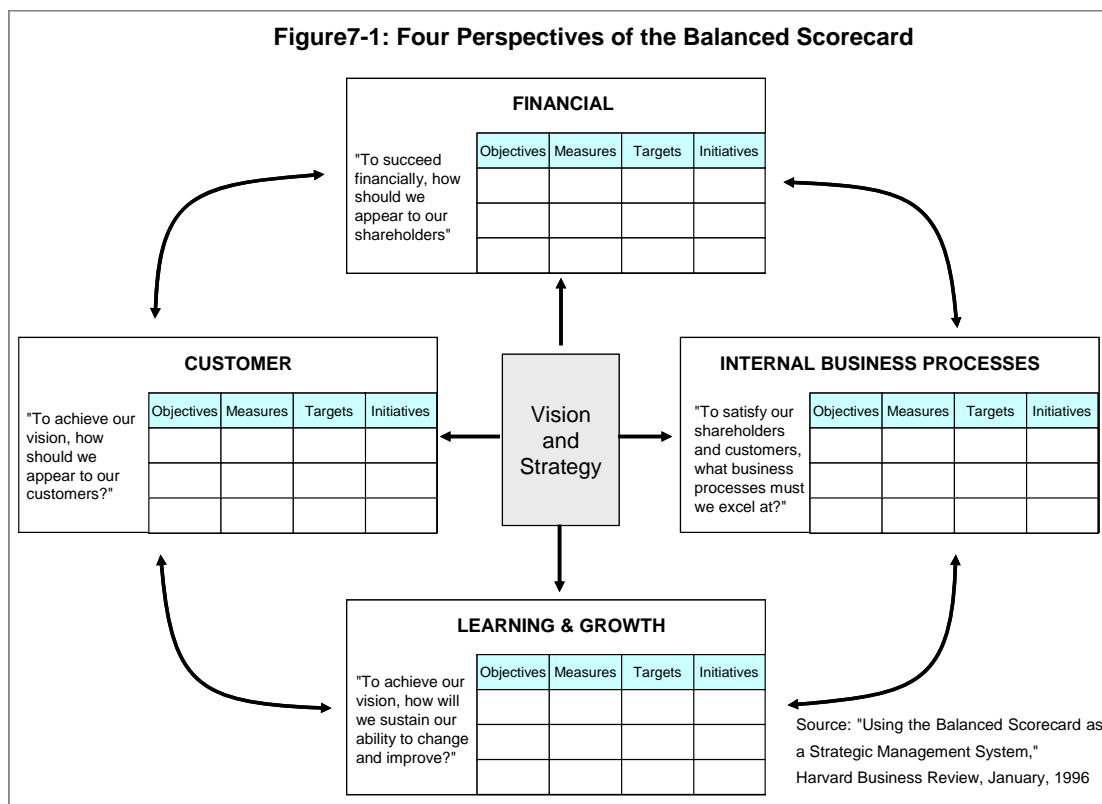 Figure7-1: Four Perspectives of the Balanced Scorecard
FINANCIAL
"To succeed
financially, how
should we
appear to our
shareholders"
Objectives Measures Targets Initiatives
CUSTOMER
"To achieve our
vision, how
should we
appear to our
customers?"
Objectives Measures Targets Initiatives
Vision
and
Strategy
INTERNAL BUSINESS PROCESSES
"To satisfy our
shareholders
and customers,
what business
processes must
we excel at?"
Objectives Measures Targets Initiatives
LEARNING & GROWTH
"To achieve our
vision, how will
we sustain our
ability to change
and improve?"
Objectives Measures Targets Initiatives
Source: "Using the Balanced Scorecard as
a Strategic Management System,"
Harvard Business Review, January, 1996